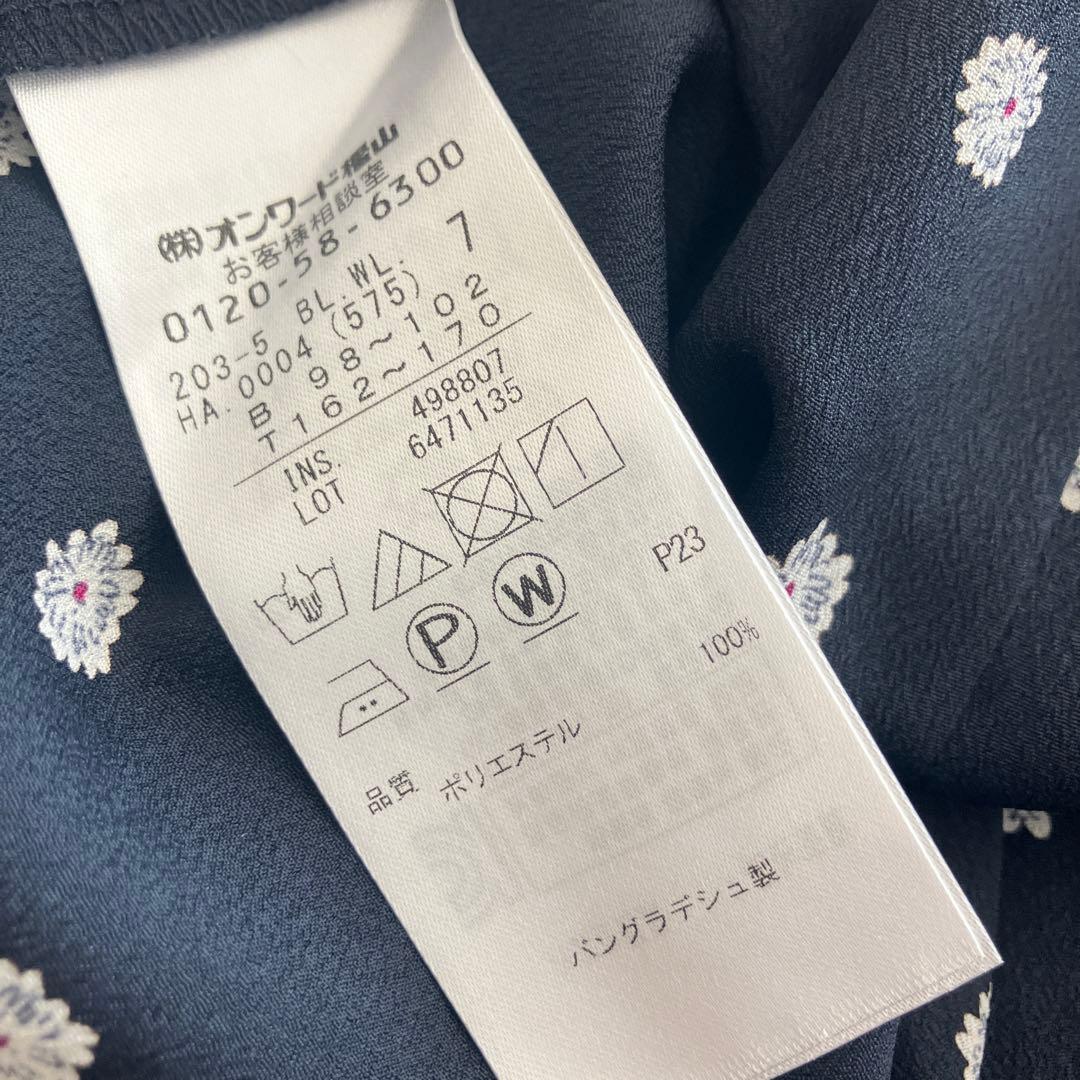 ㈱オンワード樫山
お客様相談室
0120-58-6300
203-5 BL.WL. 7
HA.0004(575)
B 98〜102
T 162〜170
INS. 498807
LOT 6471135
P W
P23
品質 ポリエステル 100%
バングラデシュ製